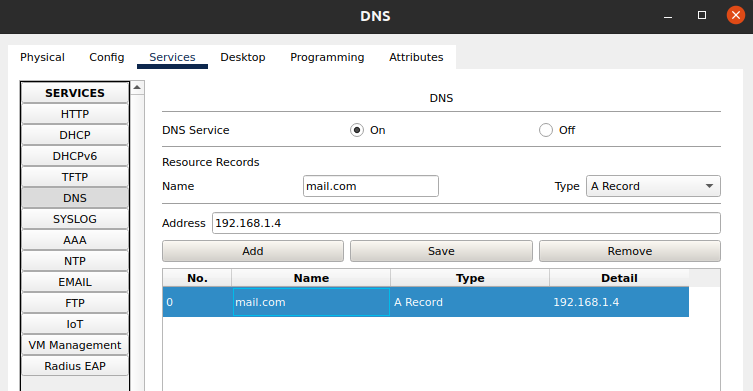 DNS
Physical Config Services Desktop Programming Attributes
SERVICES
HTTP
DHCP
DHCPv6
TFTP
DNS
SYSLOG
AAA
NTP
EMAIL
FTP
IoT
VM Management
Radius EAP
DNS
DNS Service On Off
Resource Records
Name mail.com Type A Record
Address 192.168.1.4
Add Save Remove
No. Name Type Detail
0 mail.com A Record 192.168.1.4